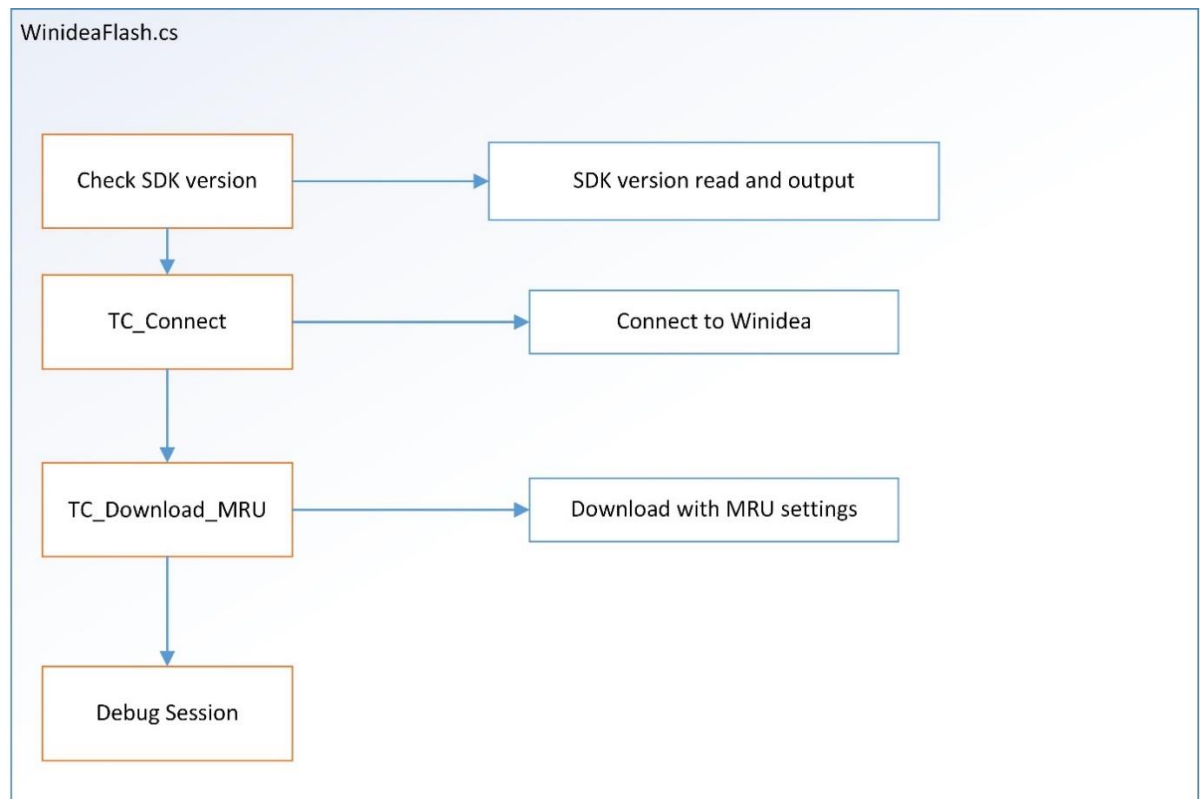 WinideaFlash.cs
Check SDK version
SDK version read and output
TC_Connect
Connect to Winidea
TC_Download_MRU
Download with MRU settings
Debug Session